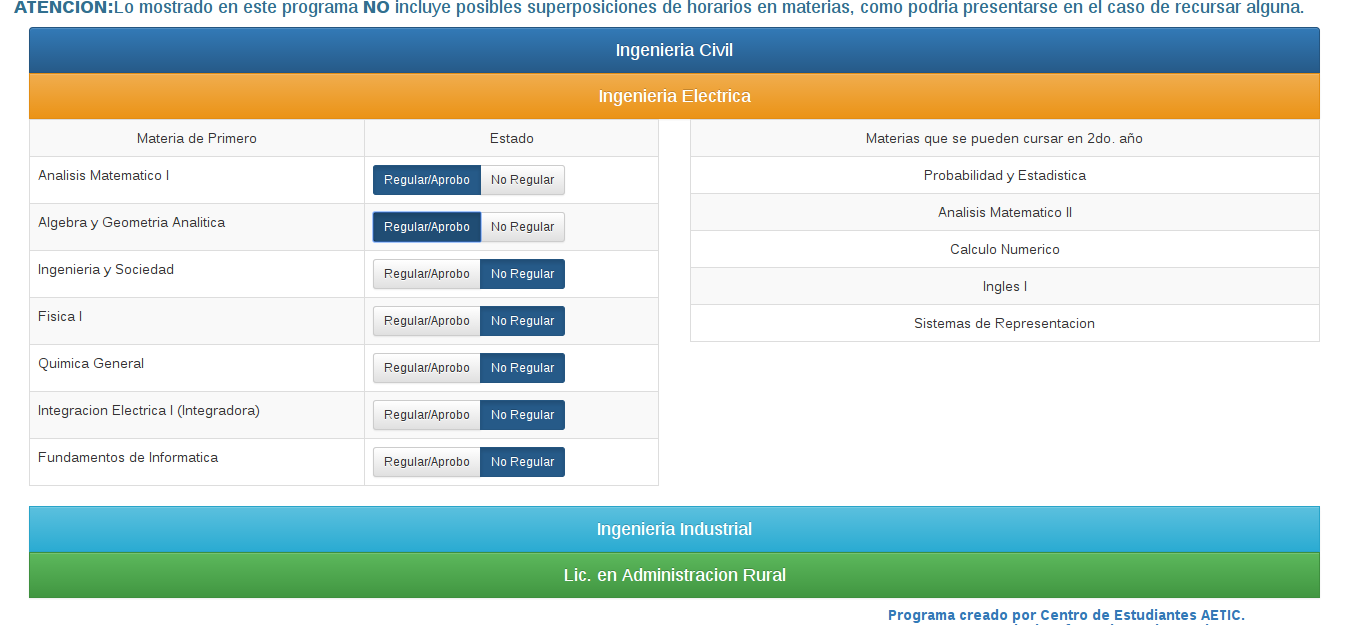 ATENCION:Lo mostrado en este programa NO incluye posibles superposiciones de horarios en materias, como podria presentarse en el caso de recursar alguna.
Ingenieria Civil
Ingenieria Electrica
Materia de Primero Estado
Analisis Matematico I Regular/Aprobo No Regular
Algebra y Geometria Analitica Regular/Aprobo No Regular
Ingenieria y Sociedad Regular/Aprobo No Regular
Fisica I Regular/Aprobo No Regular
Quimica General Regular/Aprobo No Regular
Integracion Electrica I (Integradora) Regular/Aprobo No Regular
Fundamentos de Informatica Regular/Aprobo No Regular
Materias que se pueden cursar en 2do. año
Probabilidad y Estadistica
Analisis Matematico II
Calculo Numerico
Ingles I
Sistemas de Representacion
Ingenieria Industrial
Lic. en Administracion Rural
Programa creado por Centro de Estudiantes AETIC.